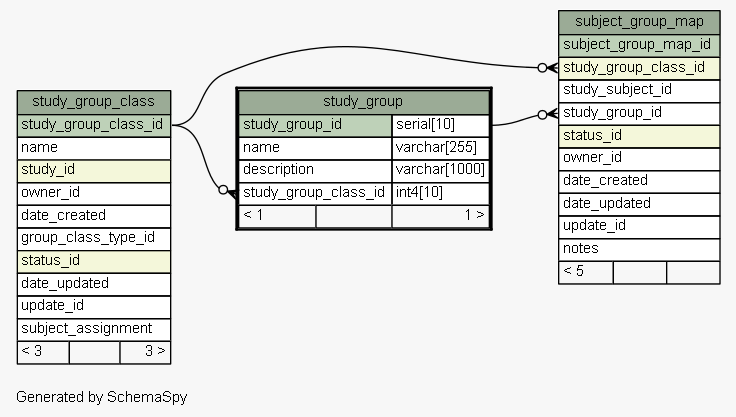 study_group_class
study_group_class_id
name
study_id
owner_id
date_created
group_class_type_id
status_id
date_updated
update_id
subject_assignment
< 3 3 >
study_group
study_group_id serial[10]
name varchar[255]
description varchar[1000]
study_group_class_id int4[10]
< 1 1 >
subject_group_map
subject_group_map_id
study_group_class_id
study_subject_id
study_group_id
status_id
owner_id
date_created
date_updated
update_id
notes
< 5
Generated by SchemaSpy